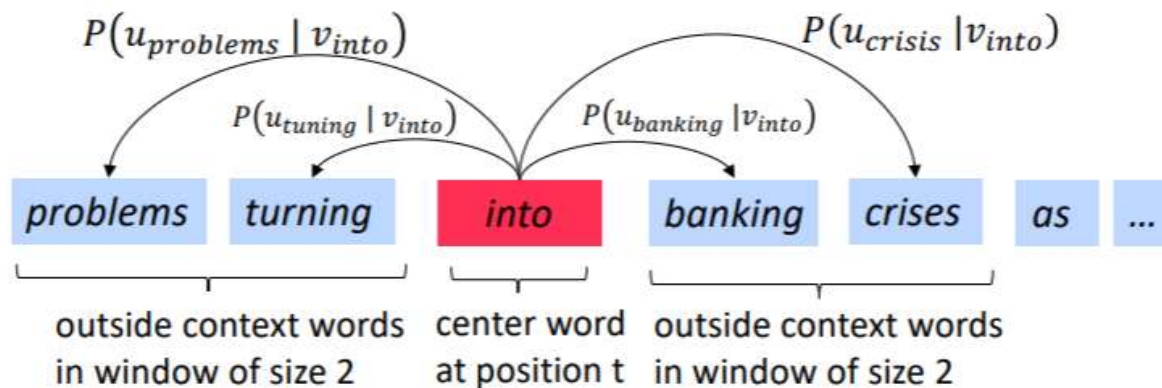 P(u_problems | v_into)
P(u_crisis | v_into)
P(u_tuning | v_into)
P(u_banking | v_into)
problems turning into banking crises as ...
outside context words
in window of size 2
center word
at position t
outside context words
in window of size 2